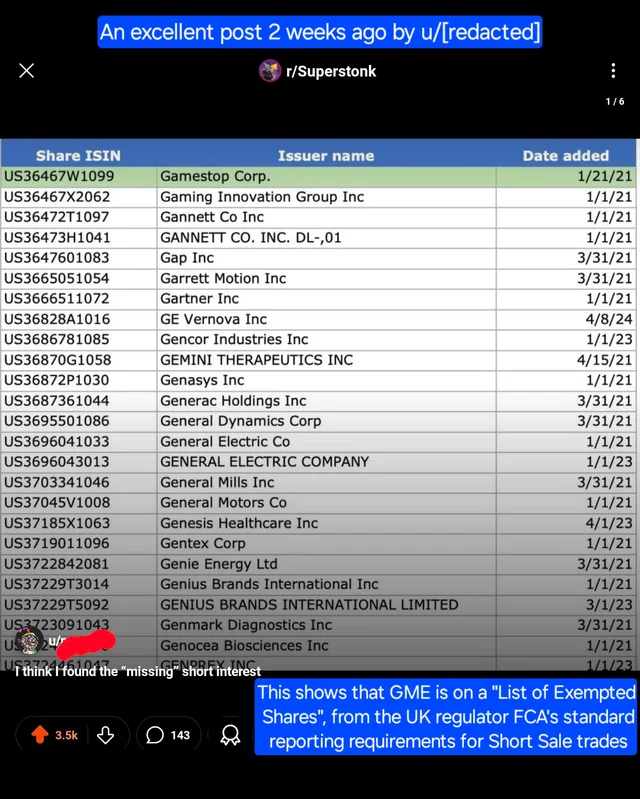 An excellent post 2 weeks ago by u/[redacted]
r/Superstonk
1/6
Share ISIN Issuer name Date added
US36467W1099 Gamestop Corp. 1/21/21
US36467X2062 Gaming Innovation Group Inc 1/1/21
US36472T1097 Gannett Co Inc 1/1/21
US36473H1041 GANNETT CO. INC. DL-,01 1/1/21
US3647601083 Gap Inc 3/31/21
US3665051054 Garrett Motion Inc 3/31/21
US3666511072 Gartner Inc 1/1/21
US36828A1016 GE Vernova Inc 4/8/24
US3686781085 Gencor Industries Inc 1/1/23
US36870G1058 GEMINI THERAPEUTICS INC 4/15/21
US36872P1030 Genasys Inc 1/1/21
US3687361044 Generac Holdings Inc 3/31/21
US3695501086 General Dynamics Corp 3/31/21
US3696041033 General Electric Co 1/1/21
US3696043013 GENERAL ELECTRIC COMPANY 1/1/23
US3703341046 General Mills Inc 3/31/21
US37045V1008 General Motors Co 1/1/21
US37185X1063 Genesis Healthcare Inc 4/1/23
US3719011096 Gentex Corp 1/1/21
US3722842081 Genie Energy Ltd 3/31/21
US37229T3014 Genius Brands International Inc 1/1/21
US37229T5092 GENIUS BRANDS INTERNATIONAL LIMITED 3/1/23
US3723091043 Genmark Diagnostics Inc 3/31/21
Genocea Biosciences Inc 1/1/21
US3724461047 GENPREX INC 1/1/23
u/
I think I found the “missing” short interest
3.5k 143
This shows that GME is on a "List of Exempted
Shares", from the UK regulator FCA's standard
reporting requirements for Short Sale trades